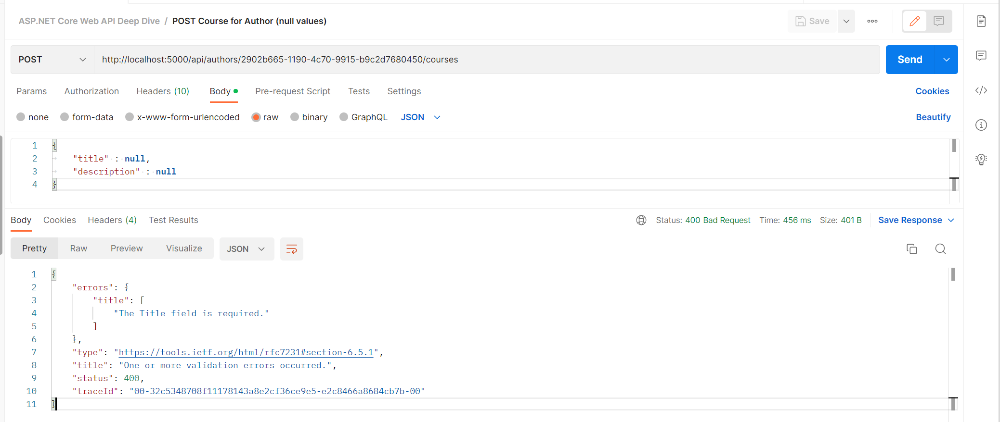 ASP.NET Core Web API Deep Dive / POST Course for Author (null values)
Save
POST
http://localhost:5000/api/authors/2902b665-1190-4c70-9915-b9c2d7680450/courses
Send
Params Authorization Headers (10) Body Pre-request Script Tests Settings Cookies
none form-data x-www-form-urlencoded raw binary GraphQL JSON Beautify
1 {
2 "title" : null,
3 "description" : null
4 }
Body Cookies Headers (4) Test Results Status: 400 Bad Request Time: 456 ms Size: 401 B Save Response
Pretty Raw Preview Visualize JSON
1 {
2 "errors": {
3 "title": [
4 "The Title field is required."
5 ]
6 },
7 "type": "https://tools.ietf.org/html/rfc7231#section-6.5.1",
8 "title": "One or more validation errors occurred.",
9 "status": 400,
10 "traceId": "00-32c5348708f11178143a8e2cf36ce9e5-e2c8466a8684cb7b-00"
11 }